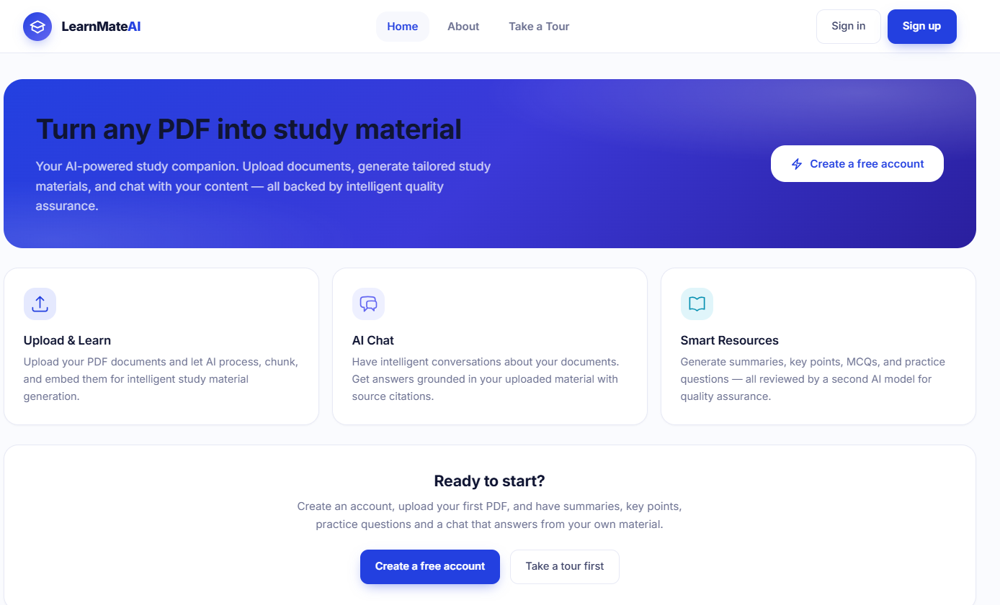 LearnMateAI
Home
About
Take a Tour
Sign in
Sign up
Turn any PDF into study material
Your AI-powered study companion. Upload documents, generate tailored study
materials, and chat with your content — all backed by intelligent quality
assurance.
Create a free account
Upload & Learn
Upload your PDF documents and let AI process, chunk,
and embed them for intelligent study material
generation.
AI Chat
Have intelligent conversations about your documents.
Get answers grounded in your uploaded material with
source citations.
Smart Resources
Generate summaries, key points, MCQs, and practice
questions — all reviewed by a second AI model for
quality assurance.
Ready to start?
Create an account, upload your first PDF, and have summaries, key points,
practice questions and a chat that answers from your own material.
Create a free account
Take a tour first